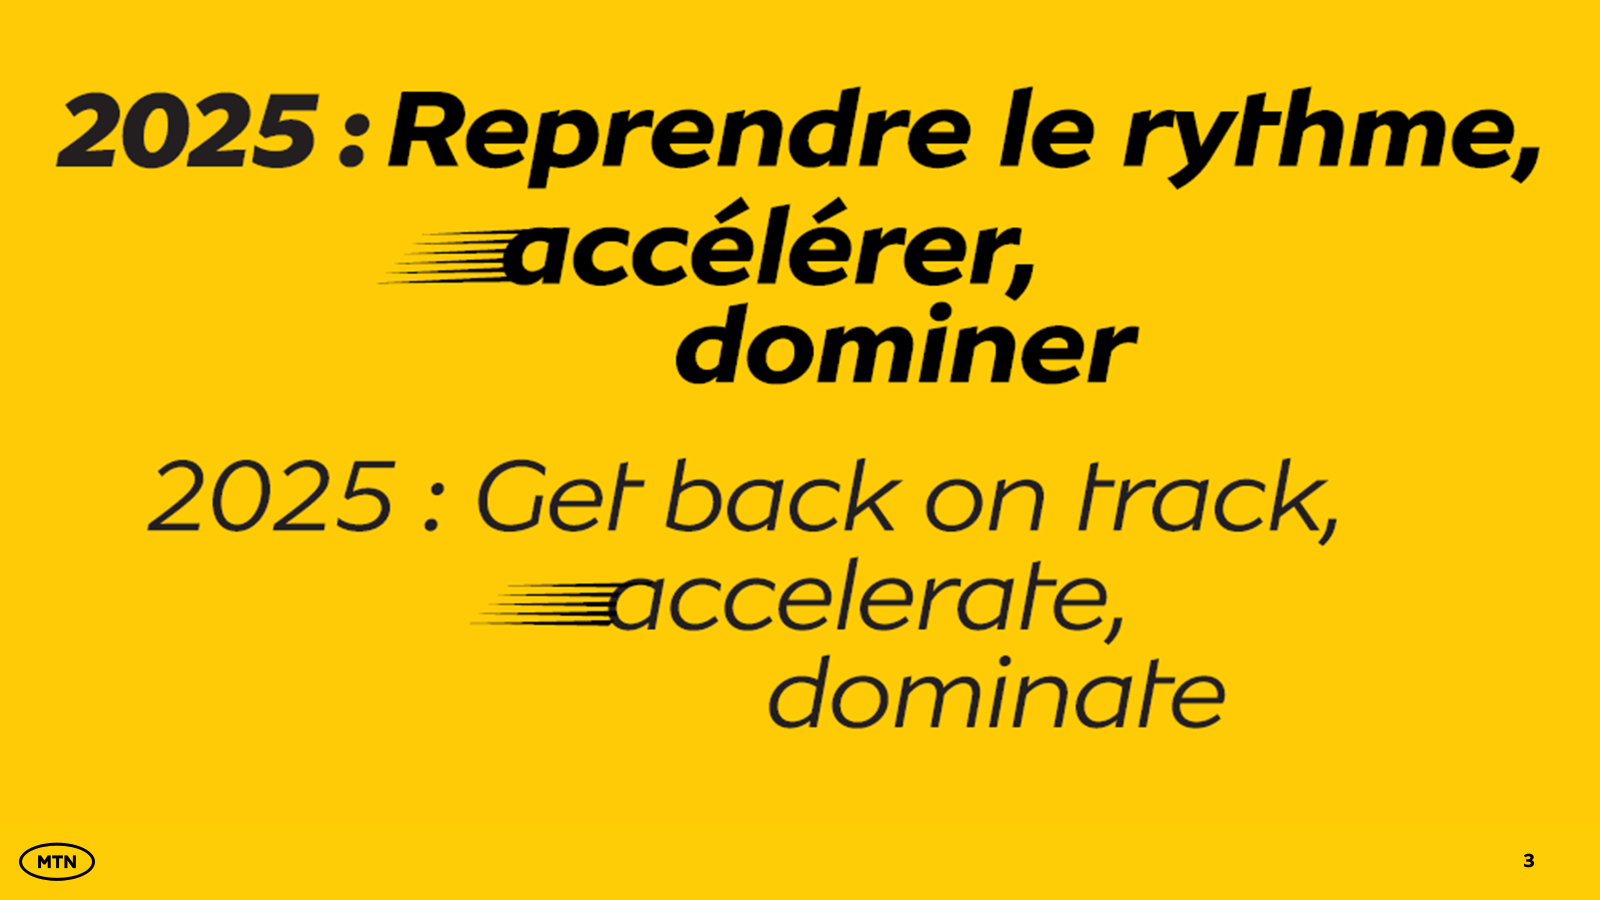 2025 : Reprendre le rythme,
accélérer,
dominer
2025 : Get back on track,
accelerate,
dominate
MTN
3